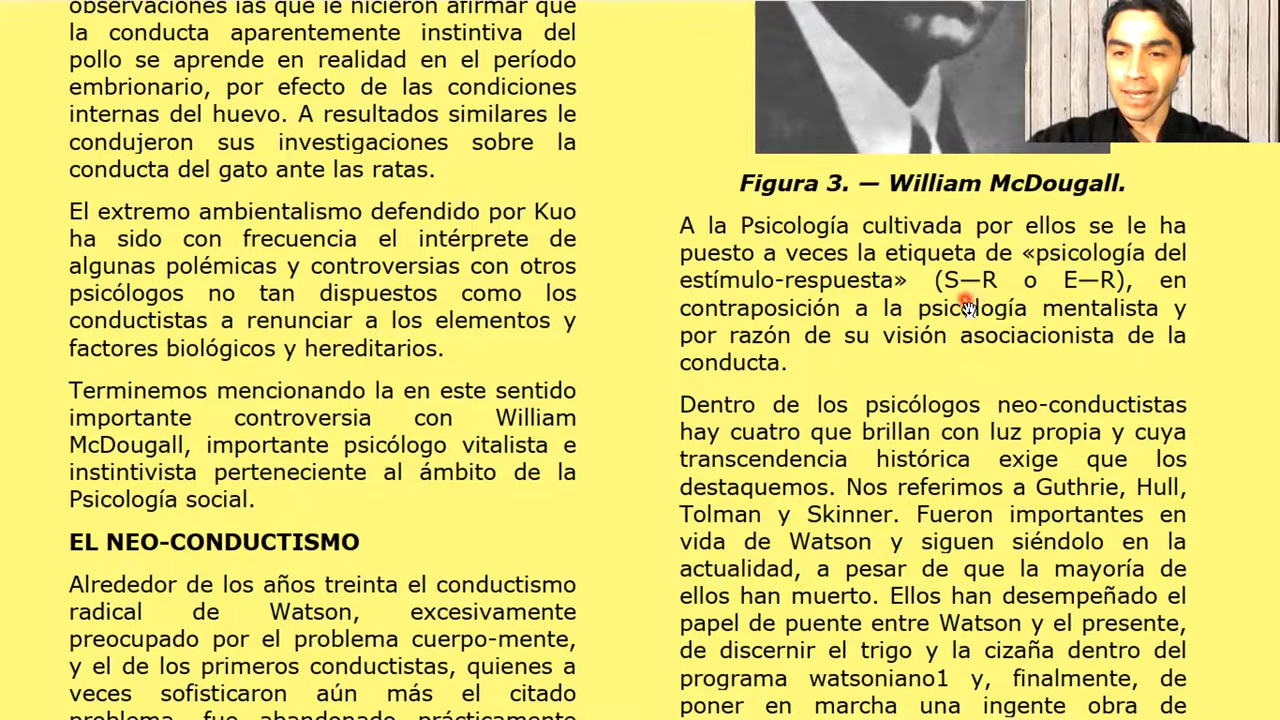 observaciones las que le hicieron afirmar que
la conducta aparentemente instintiva del
pollo se aprende en realidad en el período
embrionario, por efecto de las condiciones
internas del huevo. A resultados similares le
condujeron sus investigaciones sobre la
conducta del gato ante las ratas.
El extremo ambientalismo defendido por Kuo
ha sido con frecuencia el intérprete de
algunas polémicas y controversias con otros
psicólogos no tan dispuestos como los
conductistas a renunciar a los elementos y
factores biológicos y hereditarios.
Terminemos mencionando la en este sentido
importante controversia con William
McDougall, importante psicólogo vitalista e
instintivista perteneciente al ámbito de la
Psicología social.
EL NEO-CONDUCTISMO
Alrededor de los años treinta el conductismo
radical de Watson, excesivamente
preocupado por el problema cuerpo-mente,
y el de los primeros conductistas, quienes a
veces sofisticaron aún más el citado
problema, fue abandonado prácticamente
Figura 3. — William McDougall.
A la Psicología cultivada por ellos se le ha
puesto a veces la etiqueta de «psicología del
estímulo-respuesta» (S—R o E—R), en
contraposición a la psicología mentalista y
por razón de su visión asociacionista de la
conducta.
Dentro de los psicólogos neo-conductistas
hay cuatro que brillan con luz propia y cuya
transcendencia histórica exige que los
destaquemos. Nos referimos a Guthrie, Hull,
Tolman y Skinner. Fueron importantes en
vida de Watson y siguen siéndolo en la
actualidad, a pesar de que la mayoría de
ellos han muerto. Ellos han desempeñado el
papel de puente entre Watson y el presente,
de discernir el trigo y la cizaña dentro del
programa watsoniano1 y, finalmente, de
poner en marcha una ingente obra de